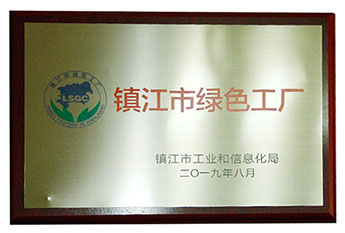 LSGC
镇江市绿色工厂
镇江市工业和信息化局
二〇一九年八月